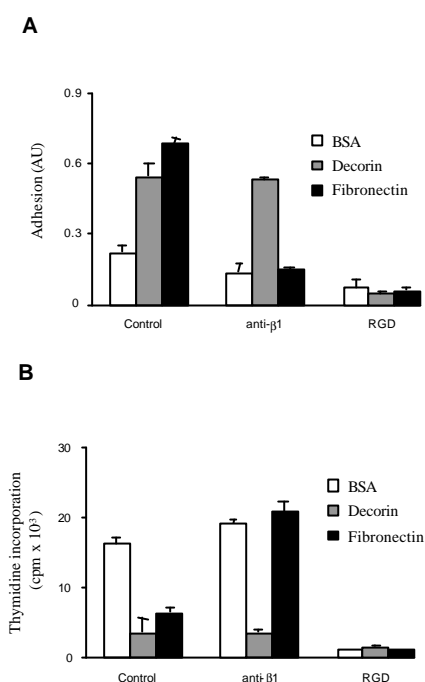 A
0.9
0.6
0.3
0
Adhesion (AU)
BSA
Decorin
Fibronectin
Control
anti-β1
RGD
B
30
20
10
0
Thymidine incorporation
(cpm x 10³)
BSA
Decorin
Fibronectin
Control
anti-β1
RGD